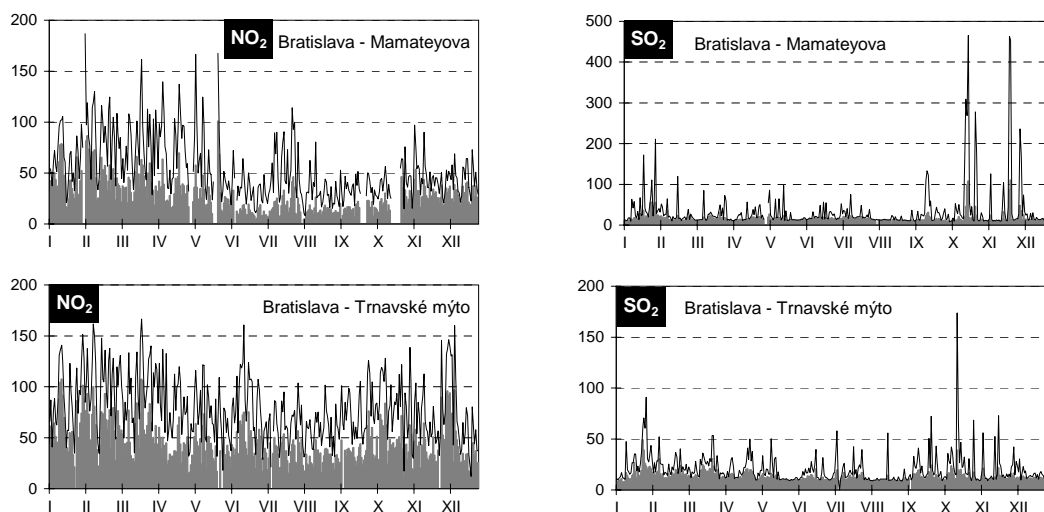 NO₂ Bratislava - Mamateyova
200
150
100
50
0
I II III IV V VI VII VIII IX X XI XII
SO₂ Bratislava - Mamateyova
500
400
300
200
100
0
I II III IV V VI VII VIII IX X XI XII
NO₂ Bratislava - Trnavské mýto
200
150
100
50
0
I II III IV V VI VII VIII IX X XI XII
SO₂ Bratislava - Trnavské mýto
200
150
100
50
0
I II III IV V VI VII VIII IX X XI XII